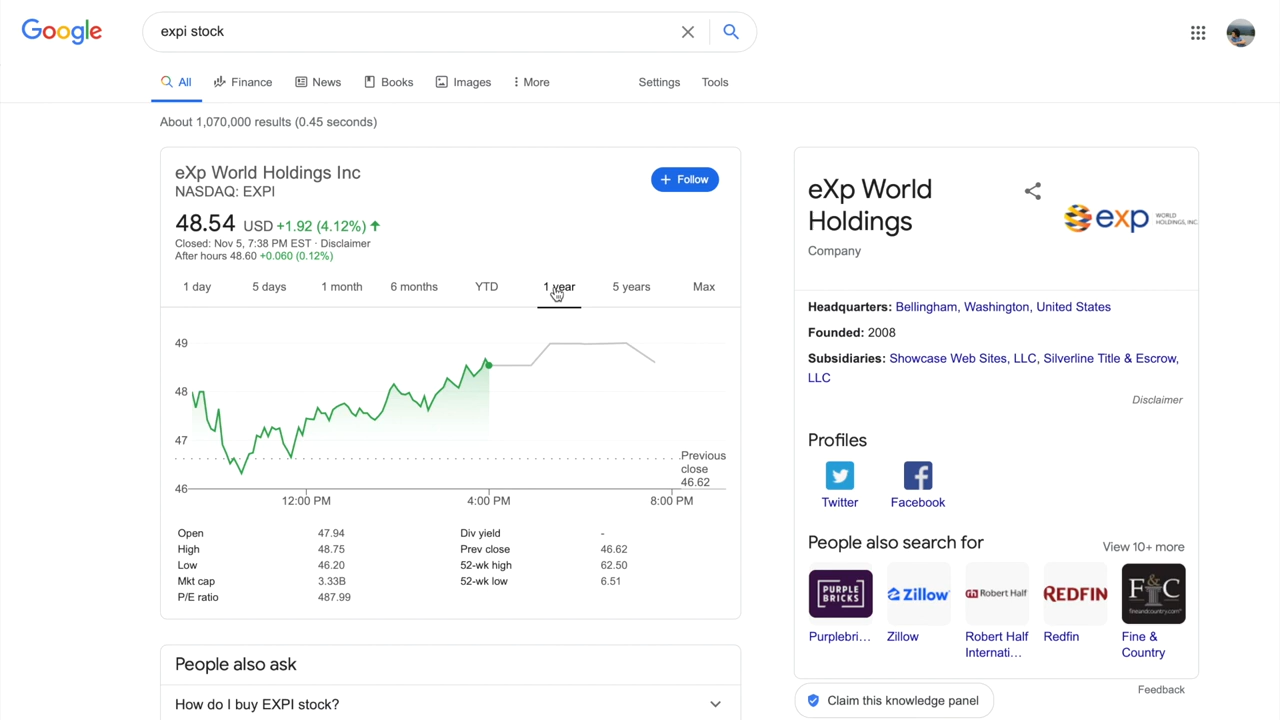 Google
expi stock
All
Finance
News
Books
Images
More
Settings
Tools
About 1,070,000 results (0.45 seconds)
eXp World Holdings Inc
NASDAQ: EXPI
Follow
48.54 USD +1.92 (4.12%)
Closed: Nov 5, 7:38 PM EST · Disclaimer
After hours 48.60 +0.060 (0.12%)
1 day
5 days
1 month
6 months
YTD
1 year
5 years
Max
49
48
47
46
Previous
close
46.62
12:00 PM
4:00 PM
8:00 PM
Open 47.94
High 48.75
Low 46.20
Mkt cap 3.33B
P/E ratio 487.99
Div yield -
Prev close 46.62
52-wk high 62.50
52-wk low 6.51
People also ask
How do I buy EXPI stock?
eXp World
Holdings
Company
exp WORLD
HOLDINGS, INC.
Headquarters: Bellingham, Washington, United States
Founded: 2008
Subsidiaries: Showcase Web Sites, LLC, Silverline Title & Escrow,
LLC
Disclaimer
Profiles
Twitter
Facebook
People also search for
View 10+ more
PURPLE
BRICKS
Zillow
rh Robert Half
REDFIN
F&C
fineandcountry.com
Purplebri...
Zillow
Robert Half
Internati...
Redfin
Fine &
Country
Claim this knowledge panel
Feedback